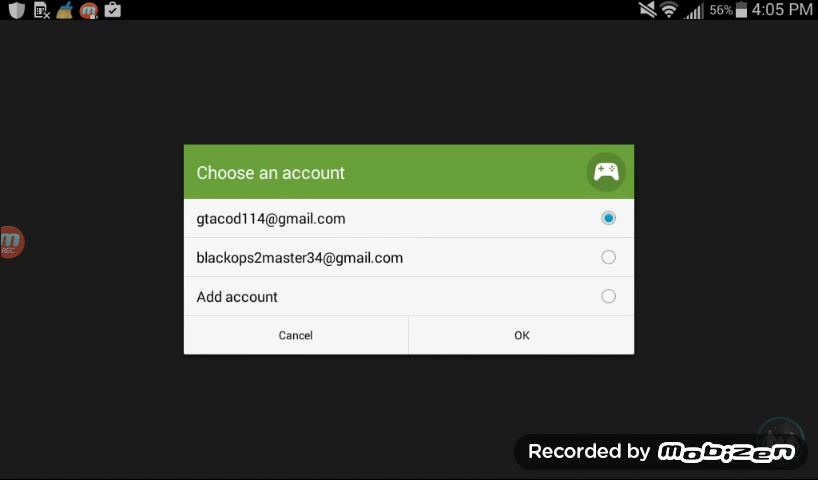 56% 4:05 PM
Choose an account
gtacod114@gmail.com
blackops2master34@gmail.com
Add account
Cancel OK
REC
Recorded by Mobizen